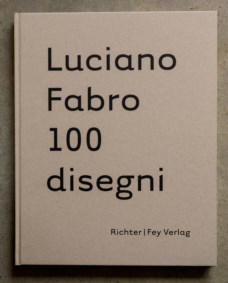 Luciano
Fabro
100
disegni
Richter|Fey Verlag